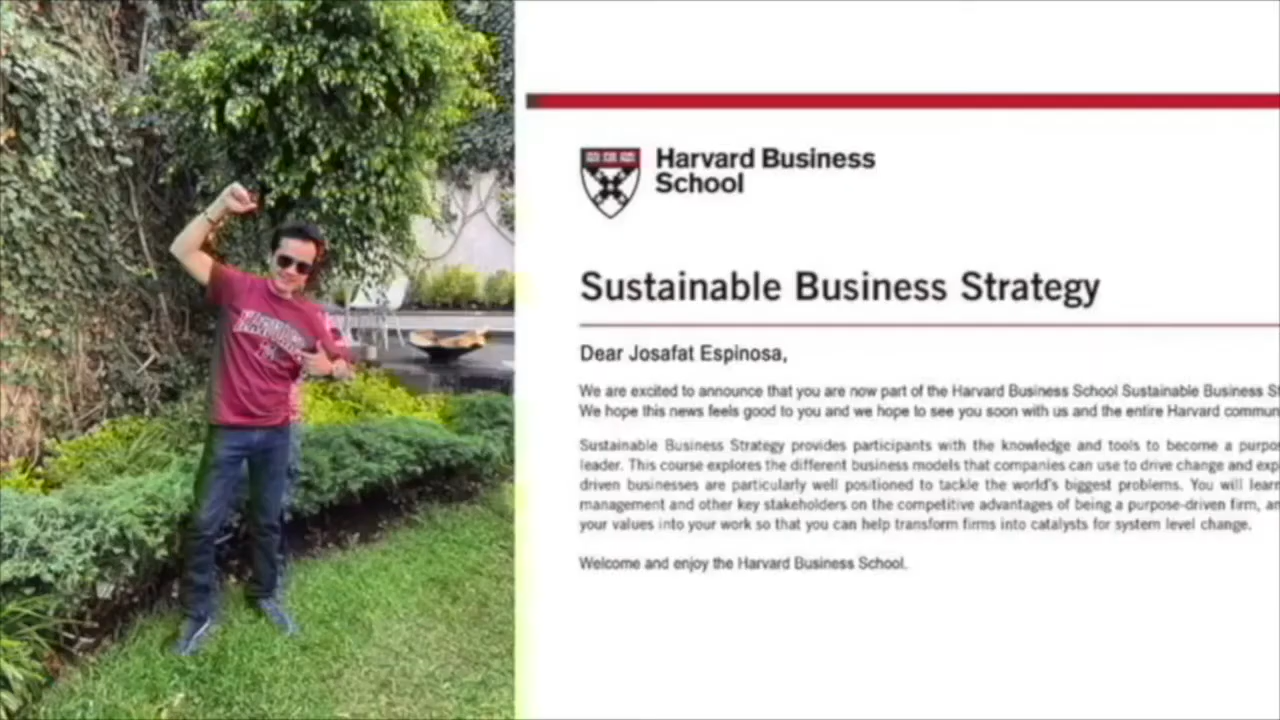 HARVARD
Harvard Business
School
Sustainable Business Strategy
Dear Josafat Espinosa,
We are excited to announce that you are now part of the Harvard Business School Sustainable Business S
We hope this news feels good to you and we hope to see you soon with us and the entire Harvard commun
Sustainable Business Strategy provides participants with the knowledge and tools to become a purpo
leader. This course explores the different business models that companies can use to drive change and exp
driven businesses are particularly well positioned to tackle the world's biggest problems. You will learn
management and other key stakeholders on the competitive advantages of being a purpose-driven firm, a
your values into your work so that you can help transform firms into catalysts for system level change.
Welcome and enjoy the Harvard Business School.